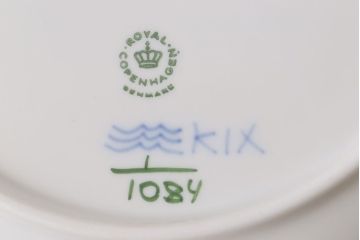 ROYAL
COPENHAGEN
DENMARK
KIX
1
1084